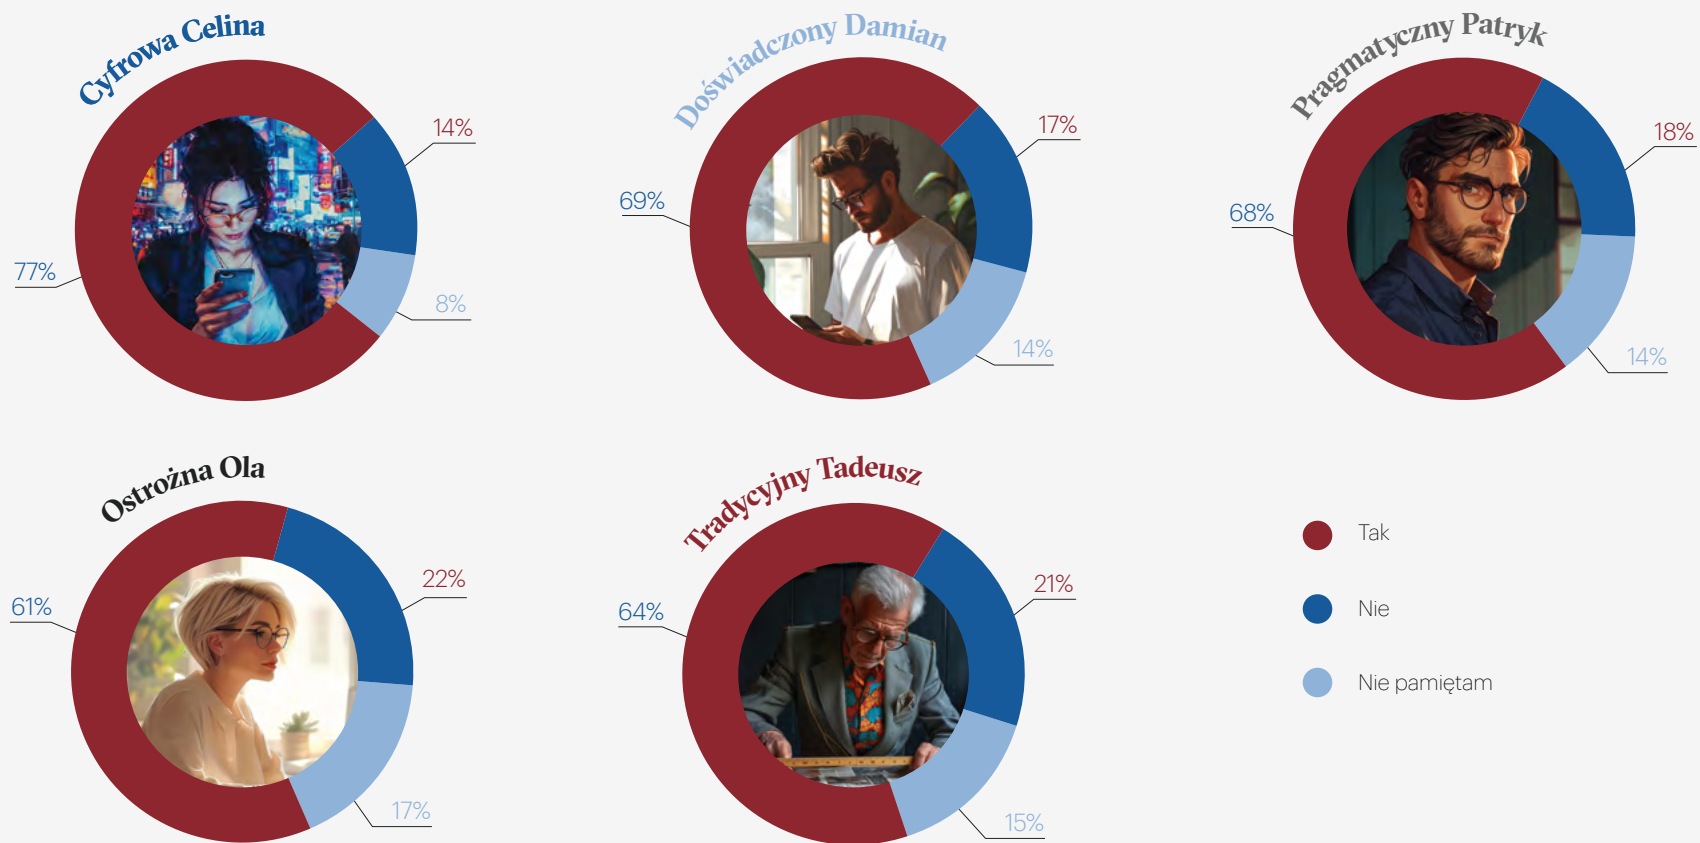 Cyfrowa Celina
14%
77%
8%
Doświadczony Damian
17%
69%
14%
Pragmatyczny Patryk
18%
68%
14%
Ostrożna Ola
22%
61%
17%
Tradycyjny Tadeusz
21%
64%
15%
Tak
Nie
Nie pamiętam